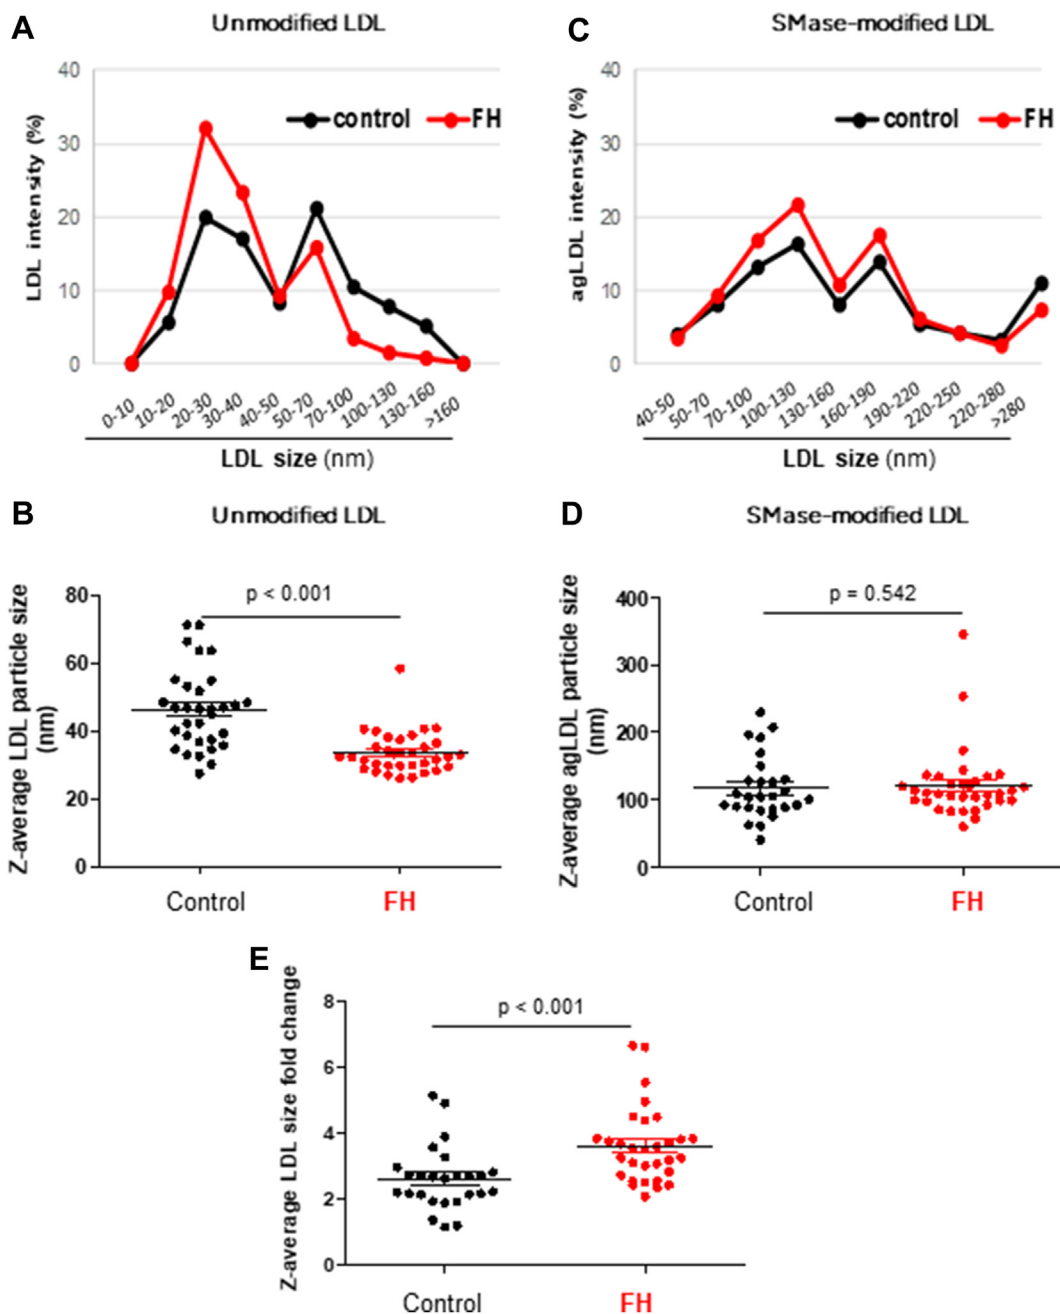 A
Unmodified LDL
LDL intensity (%)
40
30
20
10
0
control
FH
0-10
10-20
20-30
30-40
40-50
50-70
70-100
100-130
130-160
>160
LDL size (nm)
C
SMase-modified LDL
agLDL intensity (%)
40
30
20
10
0
control
FH
40-50
50-70
70-100
100-130
130-160
160-190
190-220
220-250
220-280
>280
LDL size (nm)
B
Unmodified LDL
Z-average LDL particle size
(nm)
80
60
40
20
0
p < 0.001
Control
FH
D
SMase-modified LDL
Z-average agLDL particle size
(nm)
400
300
200
100
0
p = 0.542
Control
FH
E
Z-average LDL size fold change
8
6
4
2
0
p < 0.001
Control
FH